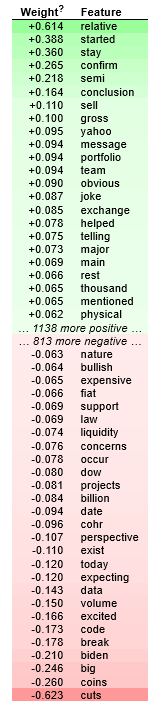 Weight? Feature
+0.614 relative
+0.388 started
+0.360 stay
+0.265 confirm
+0.218 semi
+0.164 conclusion
+0.110 sell
+0.100 gross
+0.095 yahoo
+0.094 message
+0.094 portfolio
+0.094 team
+0.090 obvious
+0.087 joke
+0.085 exchange
+0.078 helped
+0.075 telling
+0.073 major
+0.069 main
+0.066 rest
+0.065 thousand
+0.065 mentioned
+0.062 physical
… 1138 more positive …
… 813 more negative …
-0.063 nature
-0.064 bullish
-0.065 expensive
-0.066 fiat
-0.069 support
-0.069 law
-0.074 liquidity
-0.076 concerns
-0.078 occur
-0.080 dow
-0.081 projects
-0.084 billion
-0.094 date
-0.096 cohr
-0.107 perspective
-0.110 exist
-0.120 today
-0.120 expecting
-0.143 data
-0.150 volume
-0.166 excited
-0.173 code
-0.178 break
-0.210 biden
-0.246 big
-0.260 coins
-0.623 cuts